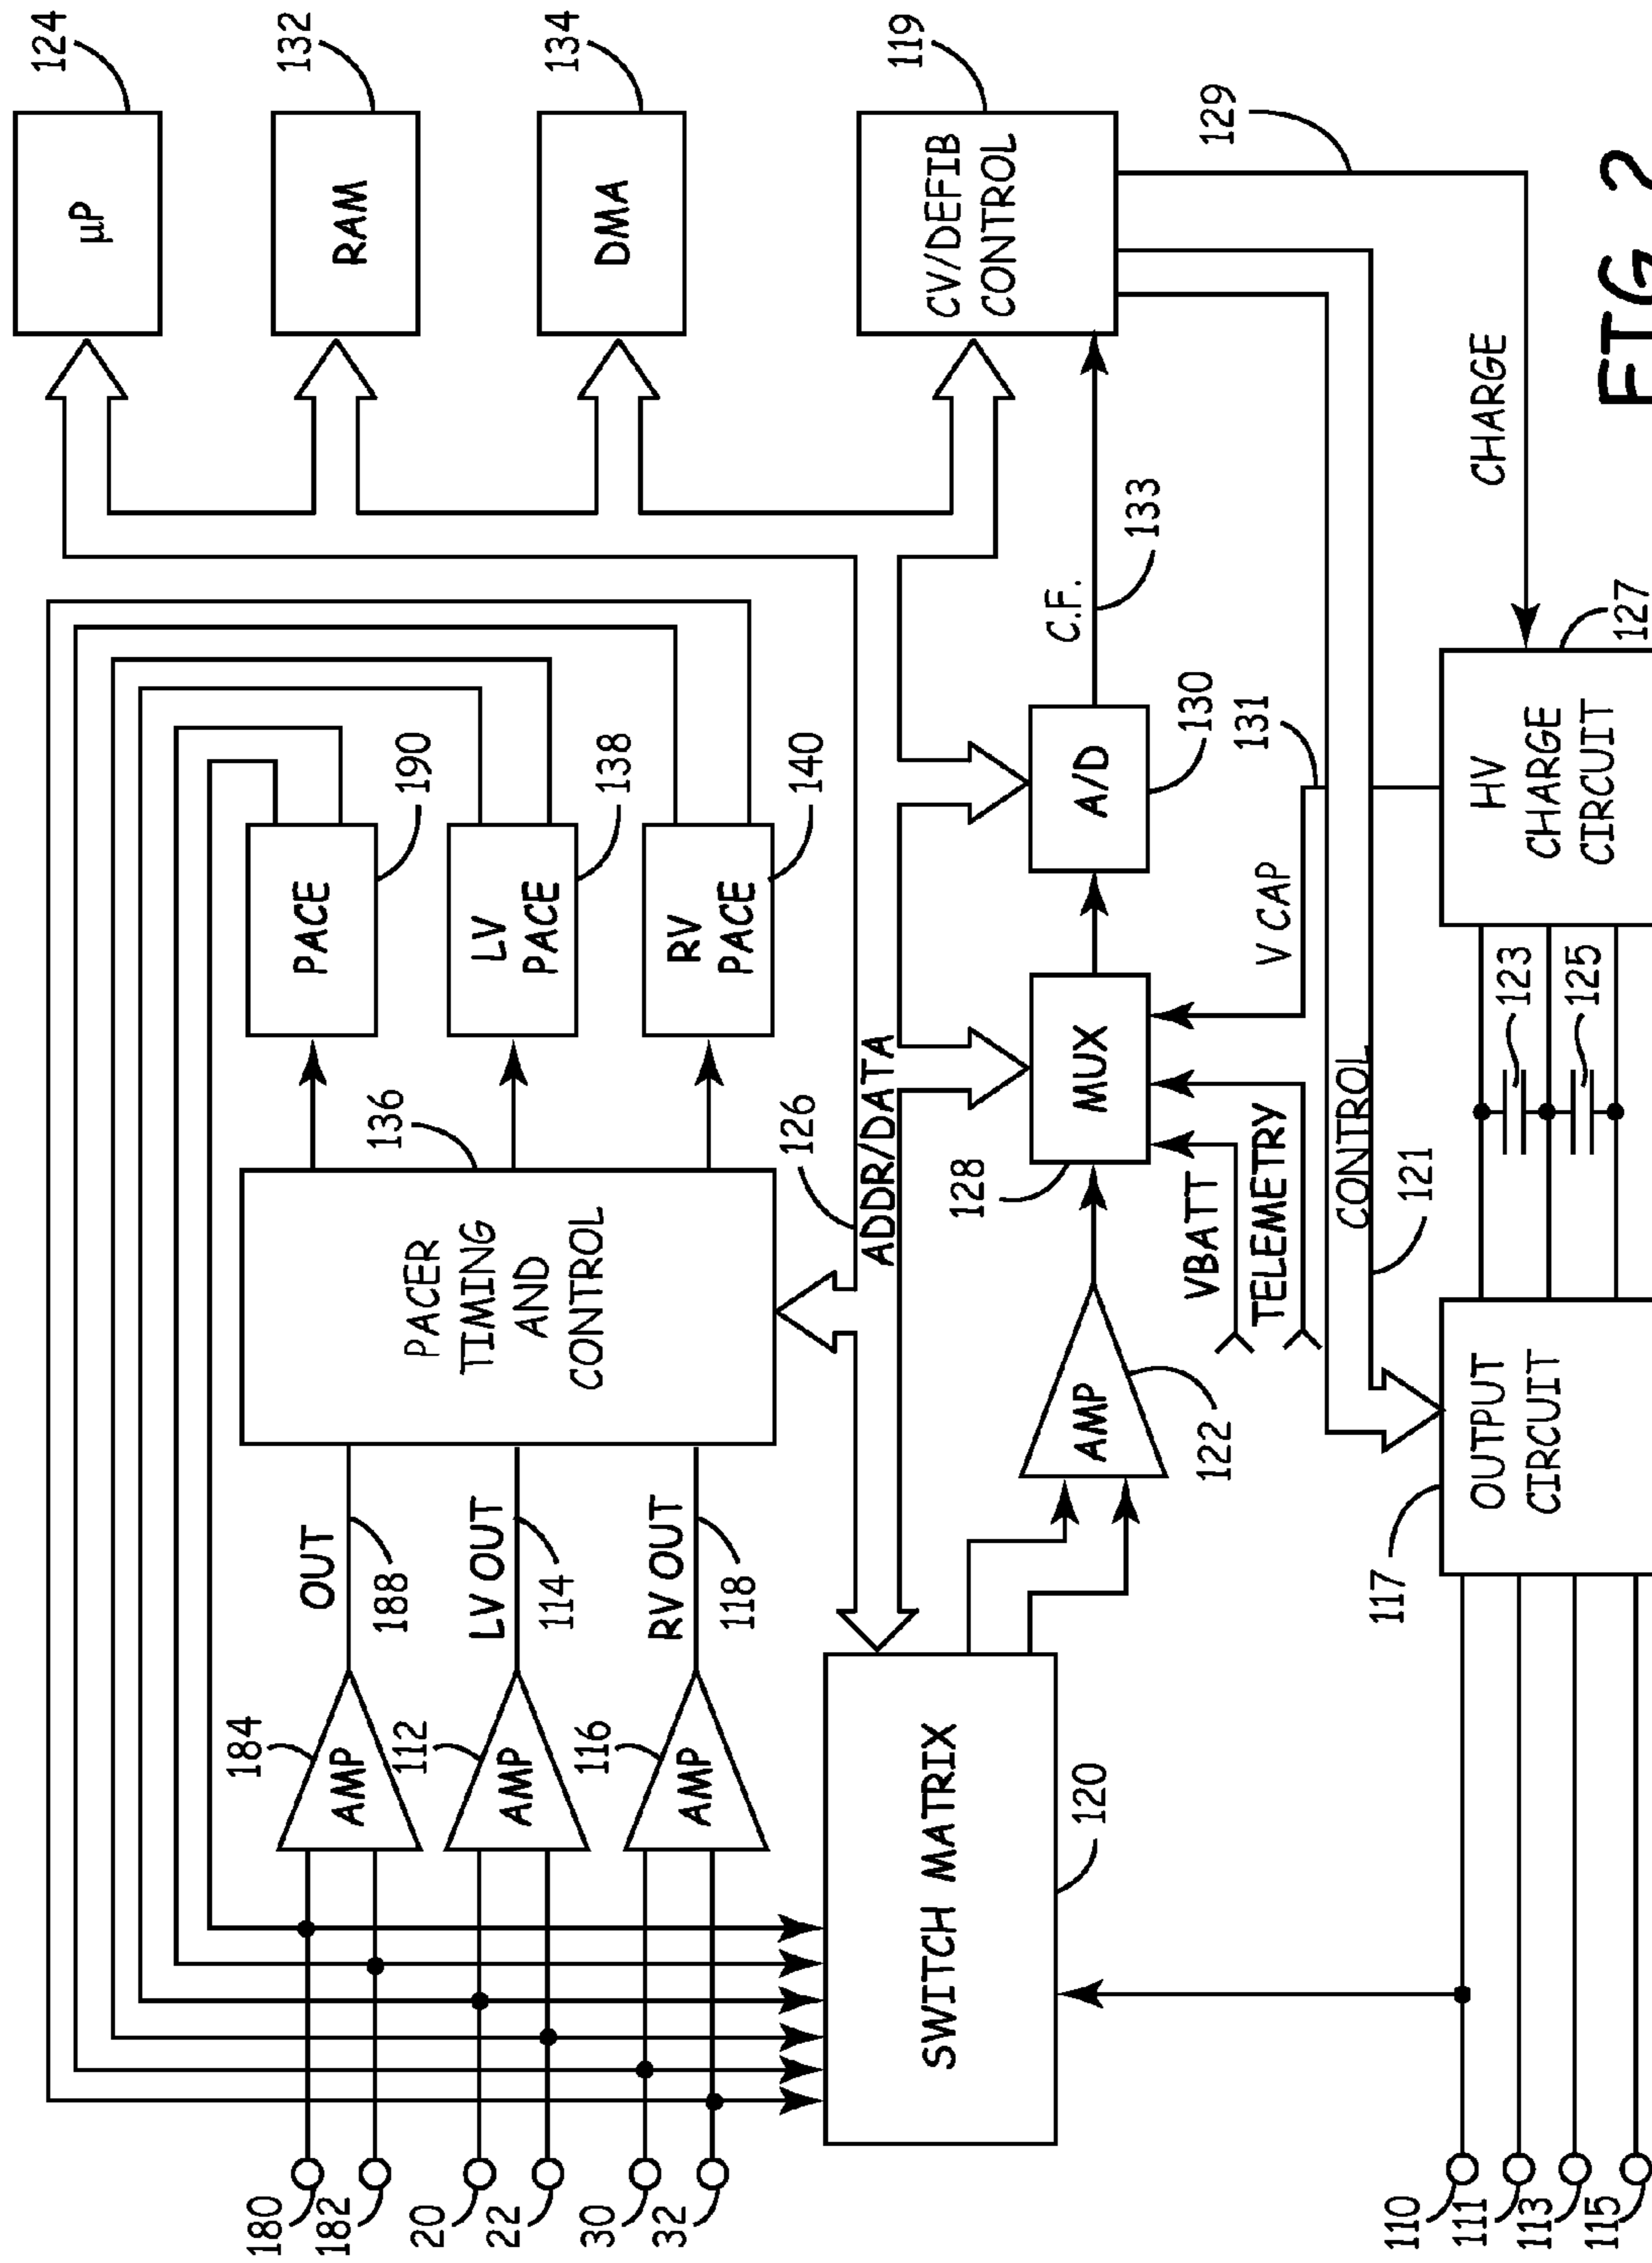 124
µP
132
RAM
134
DMA
119
CV/DEFIB
CONTROL
129
CHARGE
190
PACE
138
LV
PACE
140
RV
PACE
136
PACER
TIMING
AND
CONTROL
126
ADDR/DATA
OUT
188
LV OUT
114
RV OUT
118
184
AMP
112
AMP
116
AMP
180
182
20
22
30
32
SWITCH MATRIX
120
AMP
122
128
MUX
A/D
130
C.F.
133
131
V CAP
VBATT
TELEMETRY
CONTROL
121
117
OUTPUT
CIRCUIT
123
125
HV
CHARGE
CIRCUIT
127
110
111
113
115
FIG 2